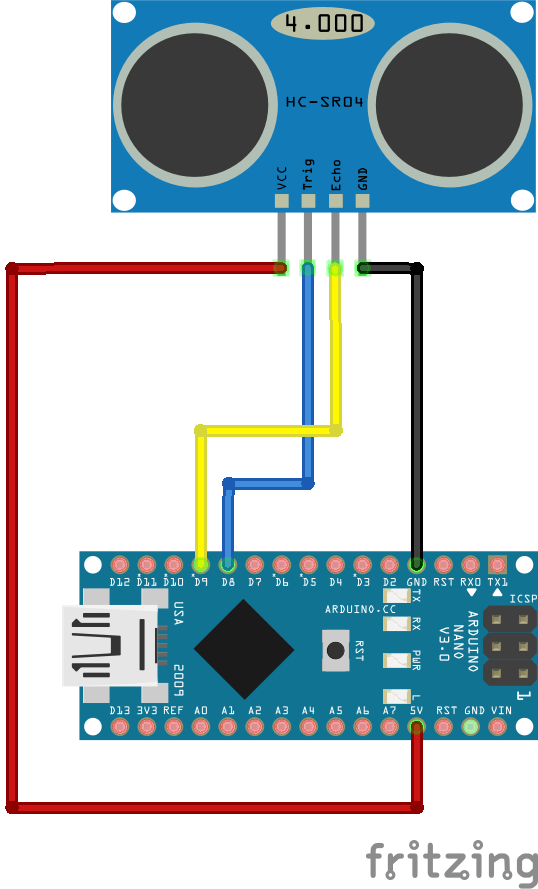 4.000
HC-SR04
VCC Trig Echo GND
D12 D11 D10 D9 D8 D7 D6 D5 D4 D3 D2 GND RST RX0 TX1
ICSP
USA
2009
ARDUINO.CC
RST
TX
RX
PWR
L
ARDUINO
NANO
V3.0
1
D13 3V3 REF A0 A1 A2 A3 A4 A5 A6 A7 5V RST GND VIN
fritzing